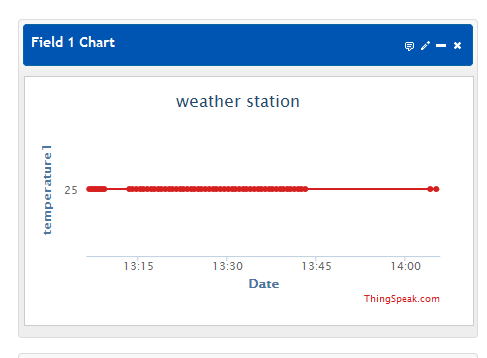 Field 1 Chart
weather station
temperature1
25
13:15 13:30 13:45 14:00
Date
ThingSpeak.com